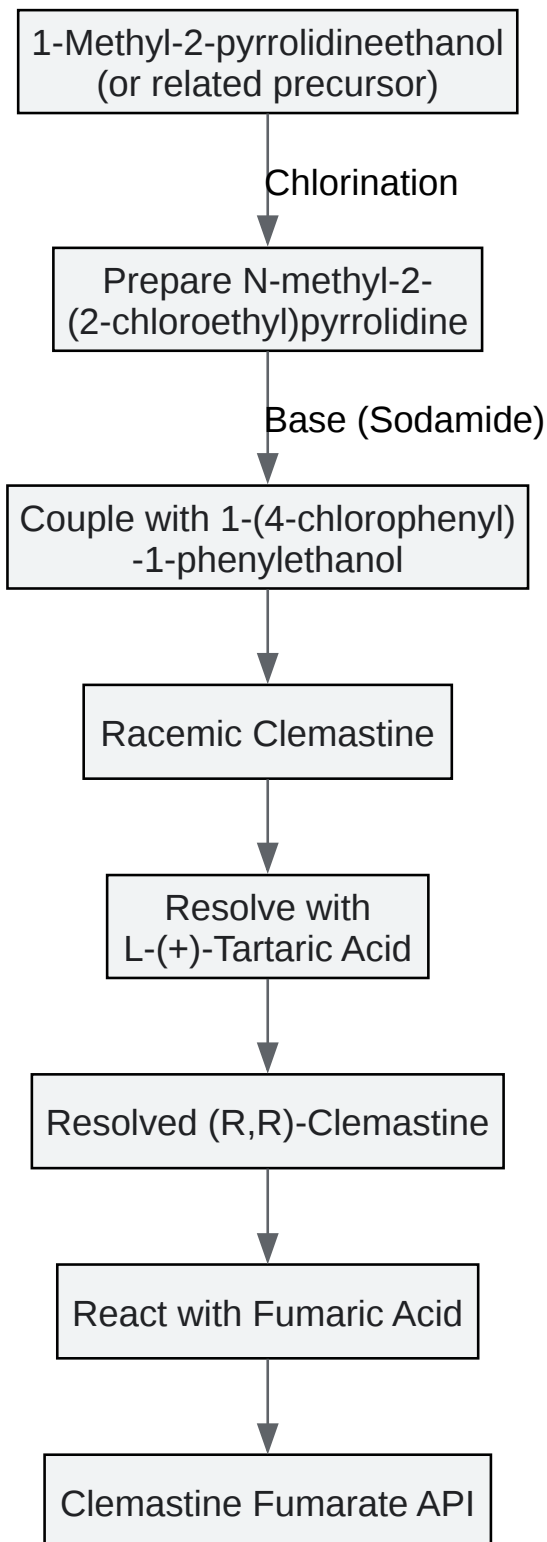 1-Methyl-2-pyrrolidineethanol
(or related precursor)
Chlorination
Prepare N-methyl-2-
(2-chloroethyl)pyrrolidine
Base (Sodamide)
Couple with 1-(4-chlorophenyl)
-1-phenylethanol
Racemic Clemastine
Resolve with
L-(+)-Tartaric Acid
Resolved (R,R)-Clemastine
React with Fumaric Acid
Clemastine Fumarate API